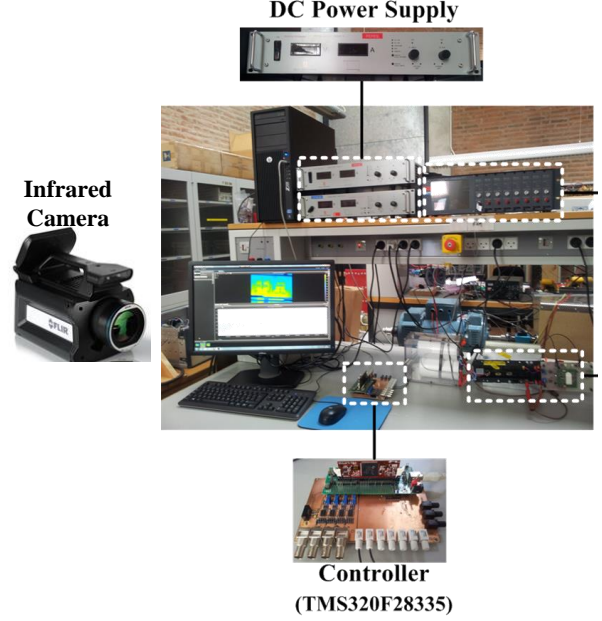 DC Power Supply
A
Infrared
Camera
FLIR
Controller
(TMS320F28335)